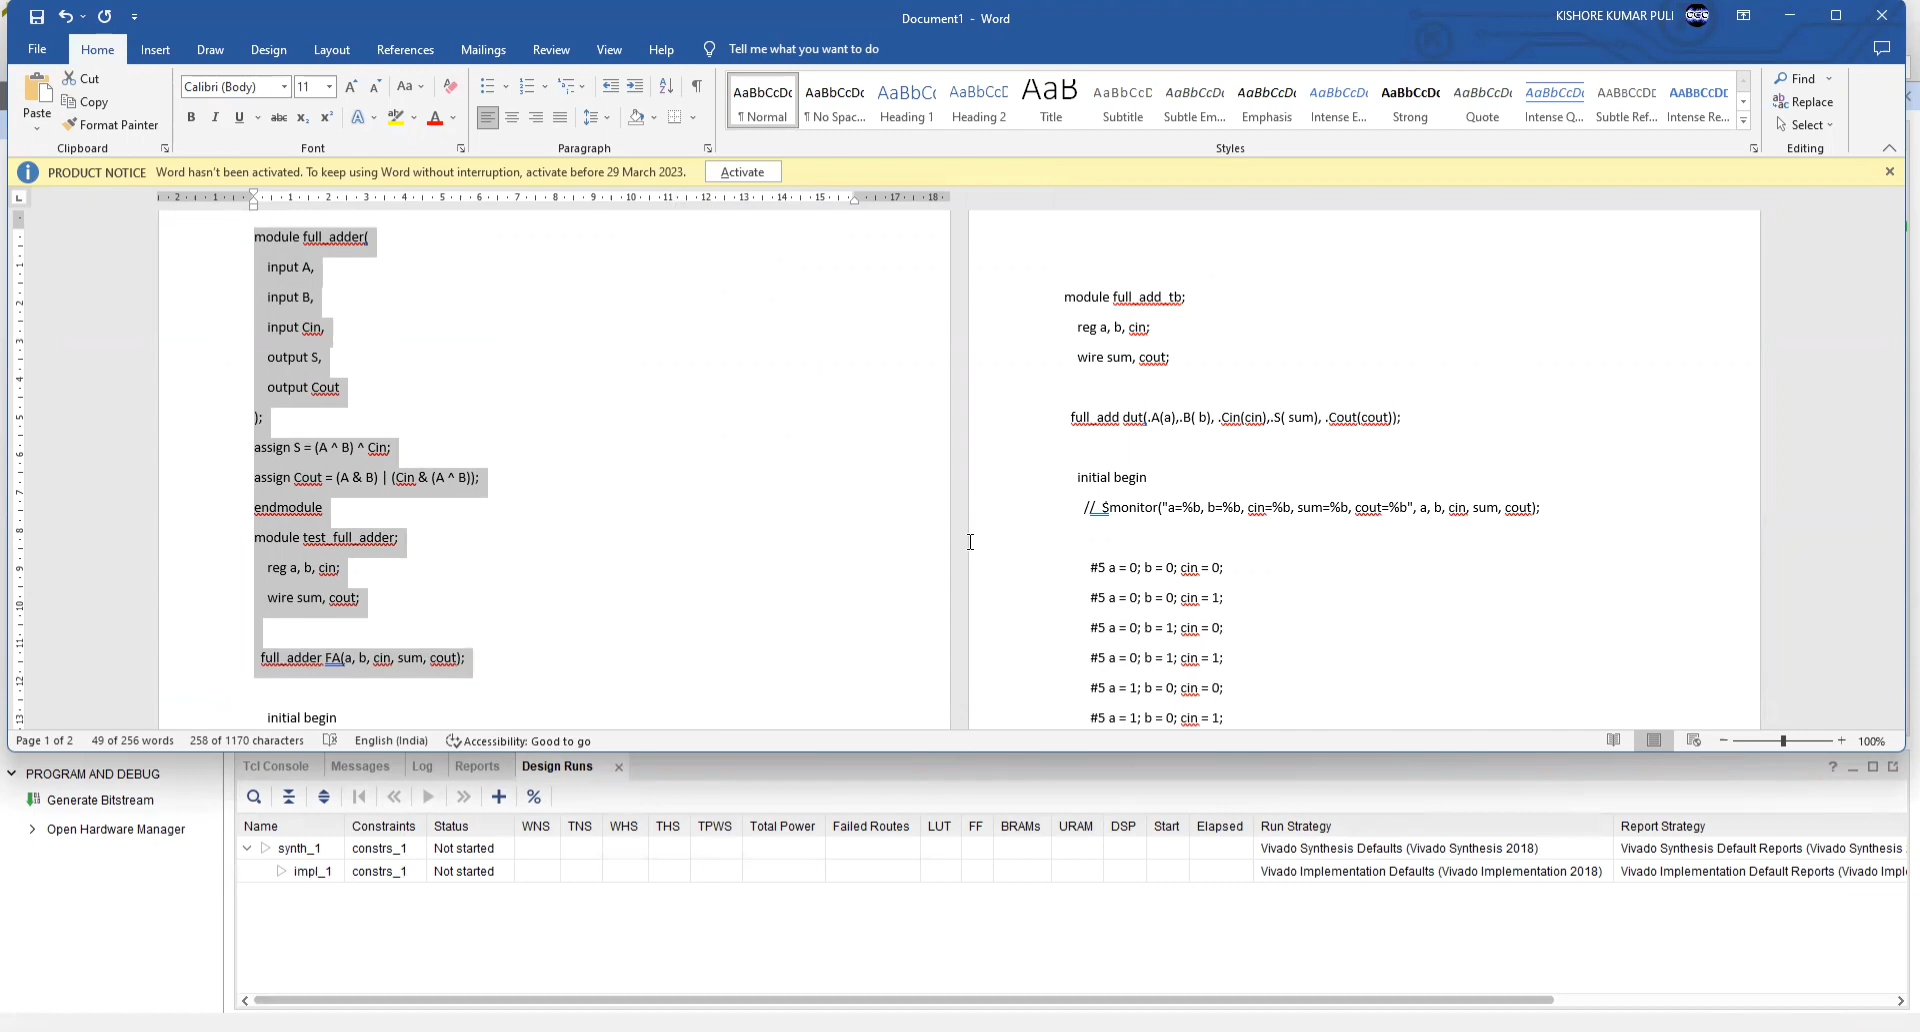 Document1 - Word
KISHORE KUMAR PULI
File Home Insert Draw Design Layout References Mailings Review View Help Tell me what you want to do
Paste
Cut
Copy
Format Painter
Clipboard
Calibri (Body) 11
Font
Paragraph
AaBbCcDc AaBbCcDc AaBbCc AaBbCcD AaB AaBbCcD AaBbCcDc AaBbCcDc AaBbCcDc AaBbCcDc AaBbCcDc AaBbCcDc AABBCCDE AABBCCDE
¶ Normal ¶ No Spac... Heading 1 Heading 2 Title Subtitle Subtle Em... Emphasis Intense E... Strong Quote Intense Q... Subtle Ref... Intense Re...
Styles
Find
Replace
Select
Editing
PRODUCT NOTICE Word hasn't been activated. To keep using Word without interruption, activate before 29 March 2023. Activate
module full_adder(
input A,
input B,
input Cin,
output S,
output Cout
);
assign S = (A ^ B) ^ Cin;
assign Cout = (A & B) | (Cin & (A ^ B));
endmodule
module test_full_adder;
reg a, b, cin;
wire sum, cout;
full_adder FA(a, b, cin, sum, cout);
initial begin
module full_add_tb;
reg a, b, cin;
wire sum, cout;
full_add dut(.A(a),.B( b), .Cin(cin),.S( sum), .Cout(cout));
initial begin
// $monitor("a=%b, b=%b, cin=%b, sum=%b, cout=%b", a, b, cin, sum, cout);
#5 a = 0; b = 0; cin = 0;
#5 a = 0; b = 0; cin = 1;
#5 a = 0; b = 1; cin = 0;
#5 a = 0; b = 1; cin = 1;
#5 a = 1; b = 0; cin = 0;
#5 a = 1; b = 0; cin = 1;
Page 1 of 2 49 of 256 words 258 of 1170 characters English (India) Accessibility: Good to go 100%
PROGRAM AND DEBUG
Generate Bitstream
Open Hardware Manager
Tcl Console Messages Log Reports Design Runs
Name Constraints Status WNS TNS WHS THS TPWS Total Power Failed Routes LUT FF BRAMs URAM DSP Start Elapsed Run Strategy Report Strategy
synth_1 constrs_1 Not started Vivado Synthesis Defaults (Vivado Synthesis 2018) Vivado Synthesis Default Reports (Vivado Synthesis
impl_1 constrs_1 Not started Vivado Implementation Defaults (Vivado Implementation 2018) Vivado Implementation Default Reports (Vivado Impl